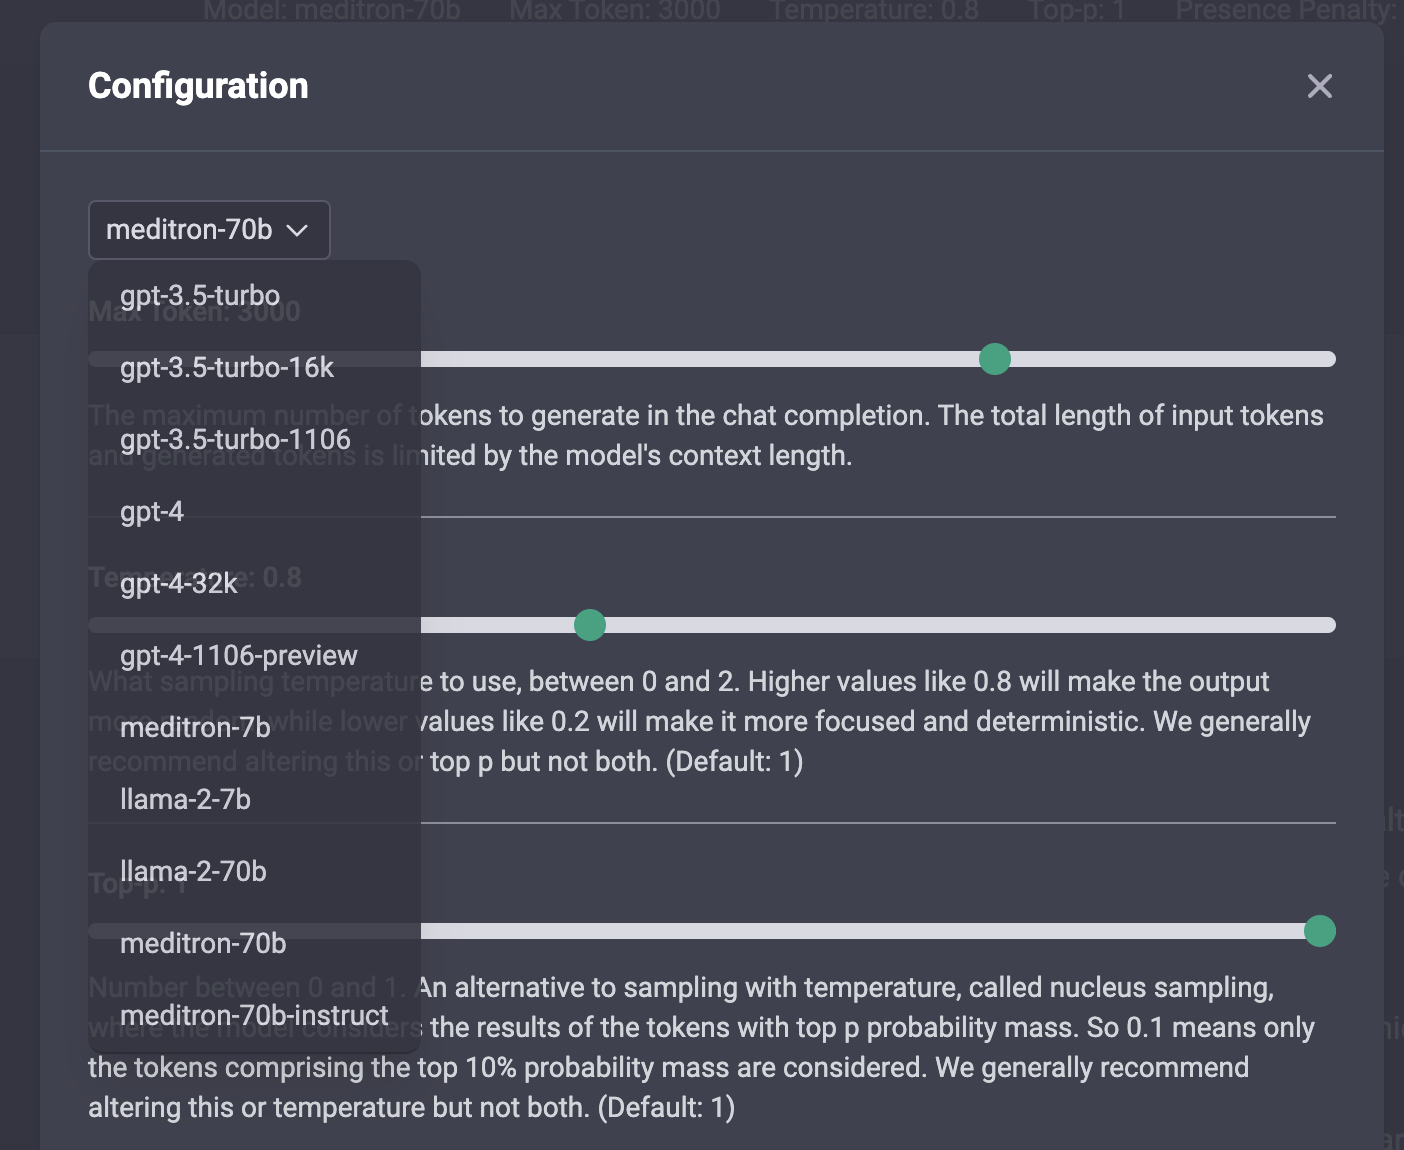 Model: meditron-70b Max Token: 3000 Temperature: 0.8 Top-p: 1 Presence Penalty:
Configuration
meditron-70b
gpt-3.5-turbo
Max Token: 3000
gpt-3.5-turbo-16k
The maximum number of tokens to generate in the chat completion. The total length of input tokens
gpt-3.5-turbo-1106
and generated tokens is limited by the model's context length.
gpt-4
Temperature: 0.8
gpt-4-32k
gpt-4-1106-preview
What sampling temperature to use, between 0 and 2. Higher values like 0.8 will make the output
more random, while lower values like 0.2 will make it more focused and deterministic. We generally
meditron-7b
recommend altering this or top p but not both. (Default: 1)
llama-2-7b
llama-2-70b
Top-p: 1
meditron-70b
Number between 0 and 1. An alternative to sampling with temperature, called nucleus sampling,
meditron-70b-instruct
where the model considers the results of the tokens with top p probability mass. So 0.1 means only
the tokens comprising the top 10% probability mass are considered. We generally recommend
altering this or temperature but not both. (Default: 1)